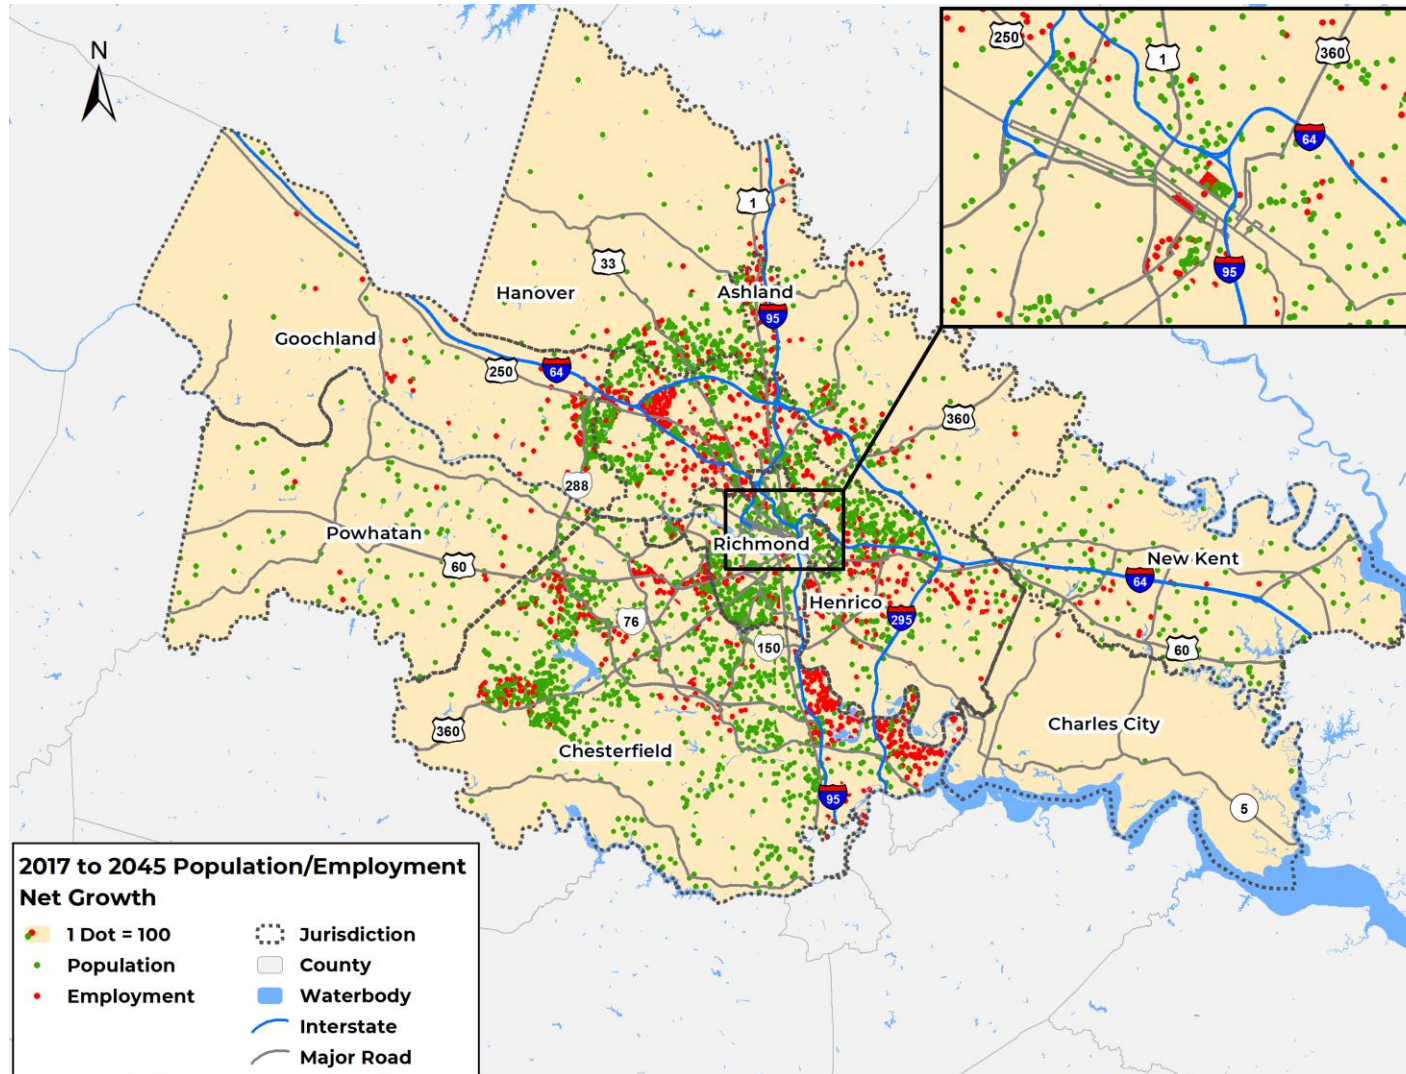 N
250
1
360
64
95
1
33
Hanover
Ashland
95
Goochland
250
64
360
288
Powhatan
Richmond
60
New Kent
64
Henrico
76
295
150
60
Charles City
360
Chesterfield
95
5
2017 to 2045 Population/Employment
Net Growth
1 Dot = 100
Population
Employment
Jurisdiction
County
Waterbody
Interstate
Major Road